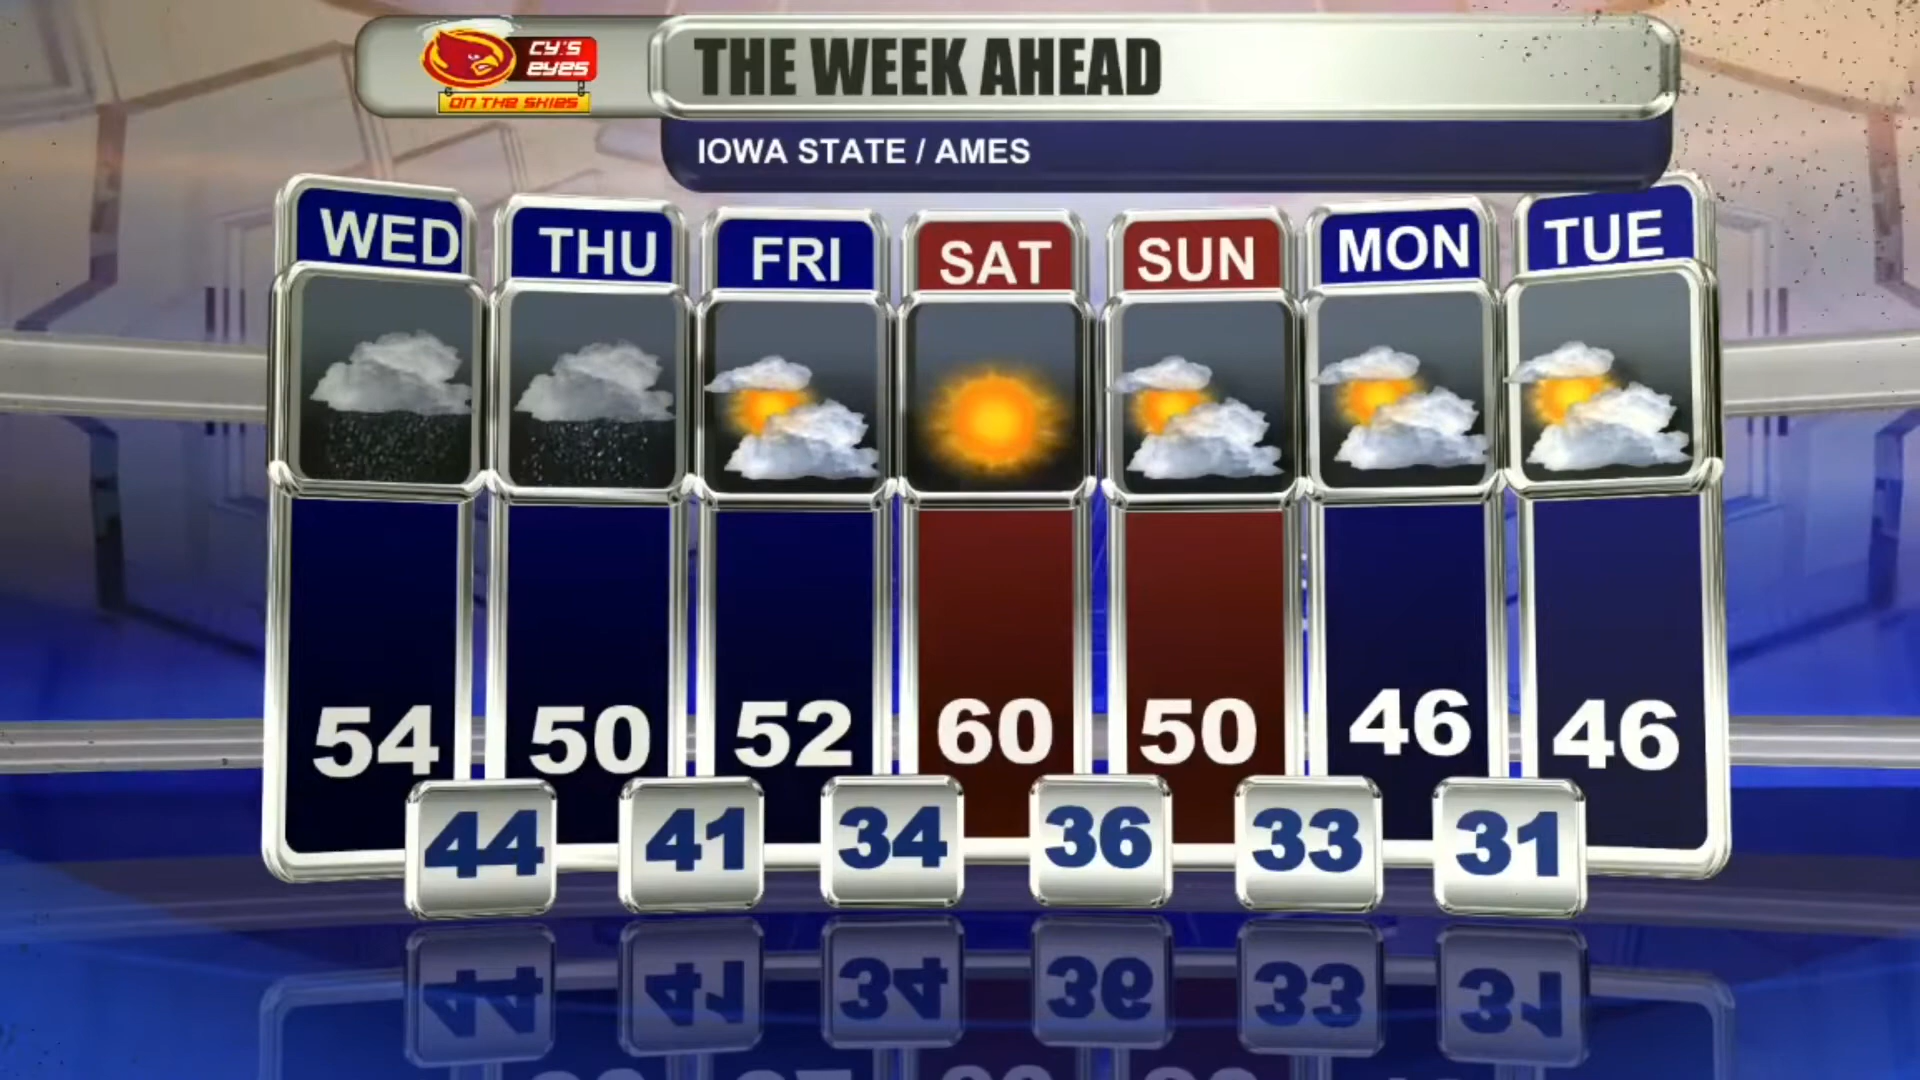 CY'S
EYES
ON THE SKIES
THE WEEK AHEAD
IOWA STATE / AMES
WED THU FRI SAT SUN MON TUE
54 50 52 60 50 46 46
44 41 34 36 33 31